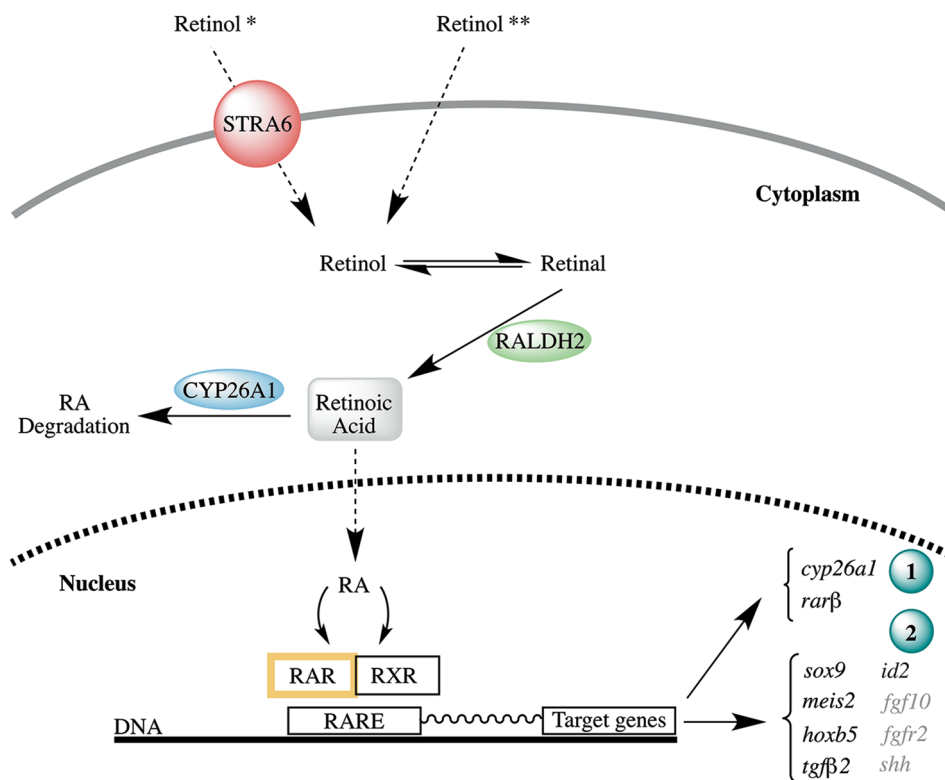 Retinol *
Retinol **
STRA6
Cytoplasm
Retinol
Retinal
RALDH2
CYP26A1
RA
Degradation
Retinoic
Acid
Nucleus
RA
RAR
RXR
DNA
RARE
Target genes
cyp26a1
rarβ
1
2
sox9 id2
meis2 fgf10
hoxb5 fgfr2
tgfβ2 shh